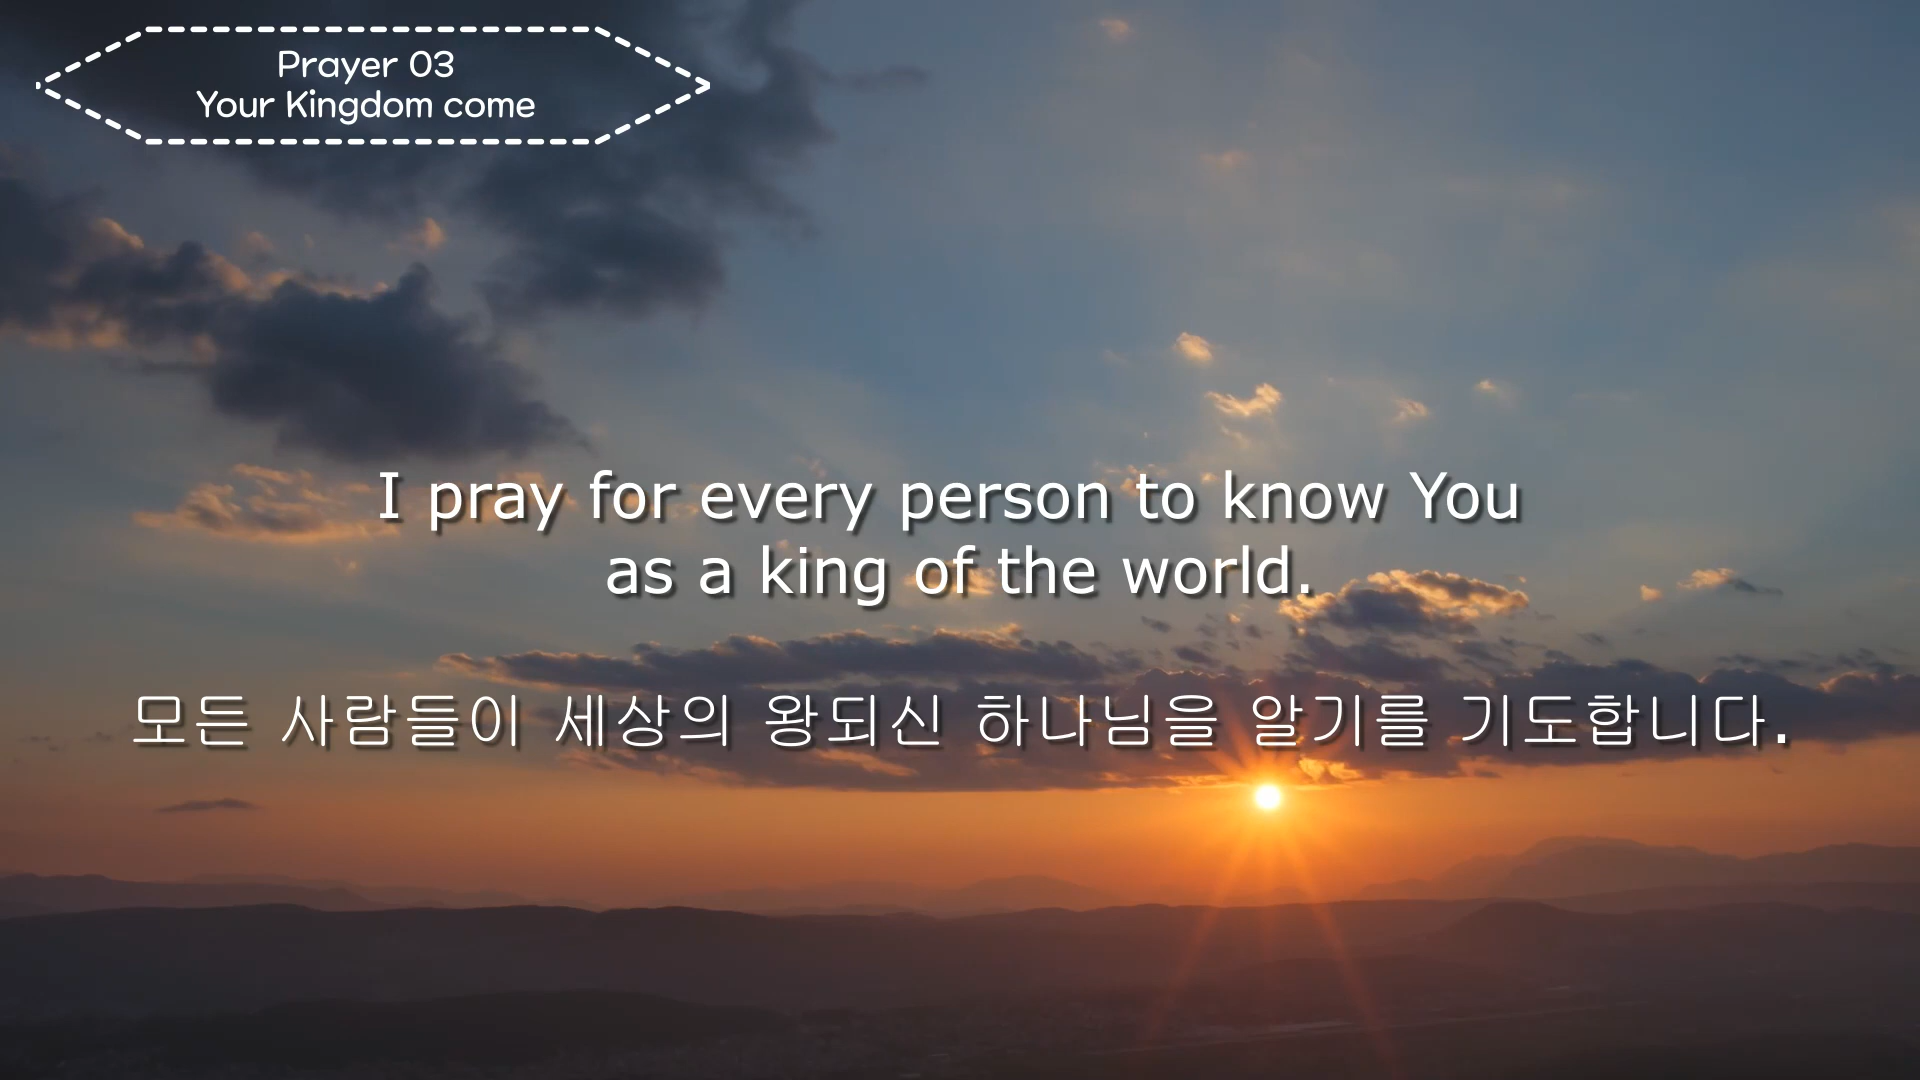 Prayer 03
Your Kingdom come
I pray for every person to know You
as a king of the world.
모든 사람들이 세상의 왕되신 하나님을 알기를 기도합니다.